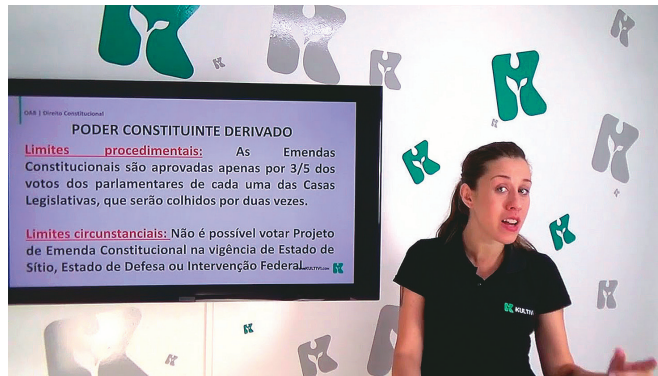 OAB | Direito Constitucional
PODER CONSTITUINTE DERIVADO
Limites procedimentais: As Emendas
Constitucionais são aprovadas apenas por 3/5 dos
votos dos parlamentares de cada uma das Casas
Legislativas, que serão colhidos por duas vezes.
Limites circunstanciais: Não é possível votar Projeto
de Emenda Constitucional na vigência de Estado de
Sítio, Estado de Defesa ou Intervenção Federal.
KULTIVI